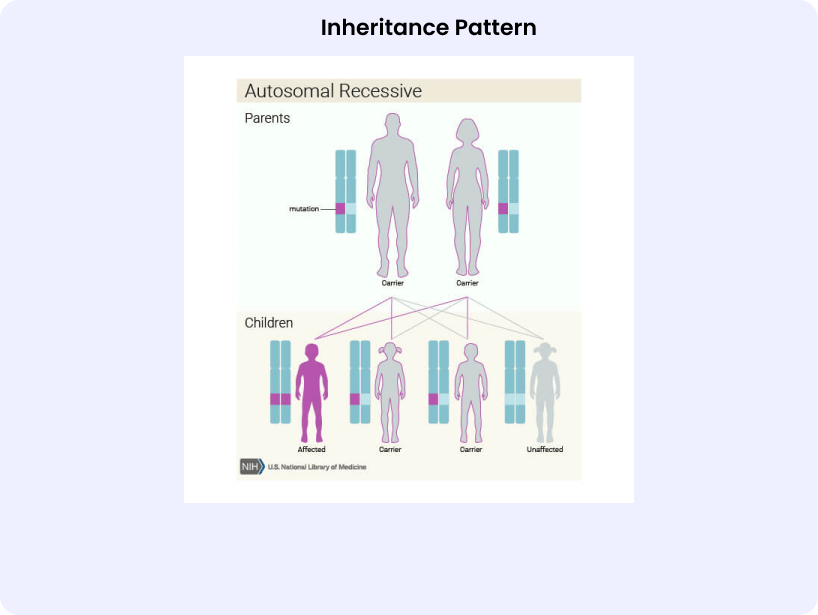 Inheritance Pattern
Autosomal Recessive
Parents
mutation
Carrier Carrier
Children
Affected Carrier Carrier Unaffected
NIH U.S. National Library of Medicine